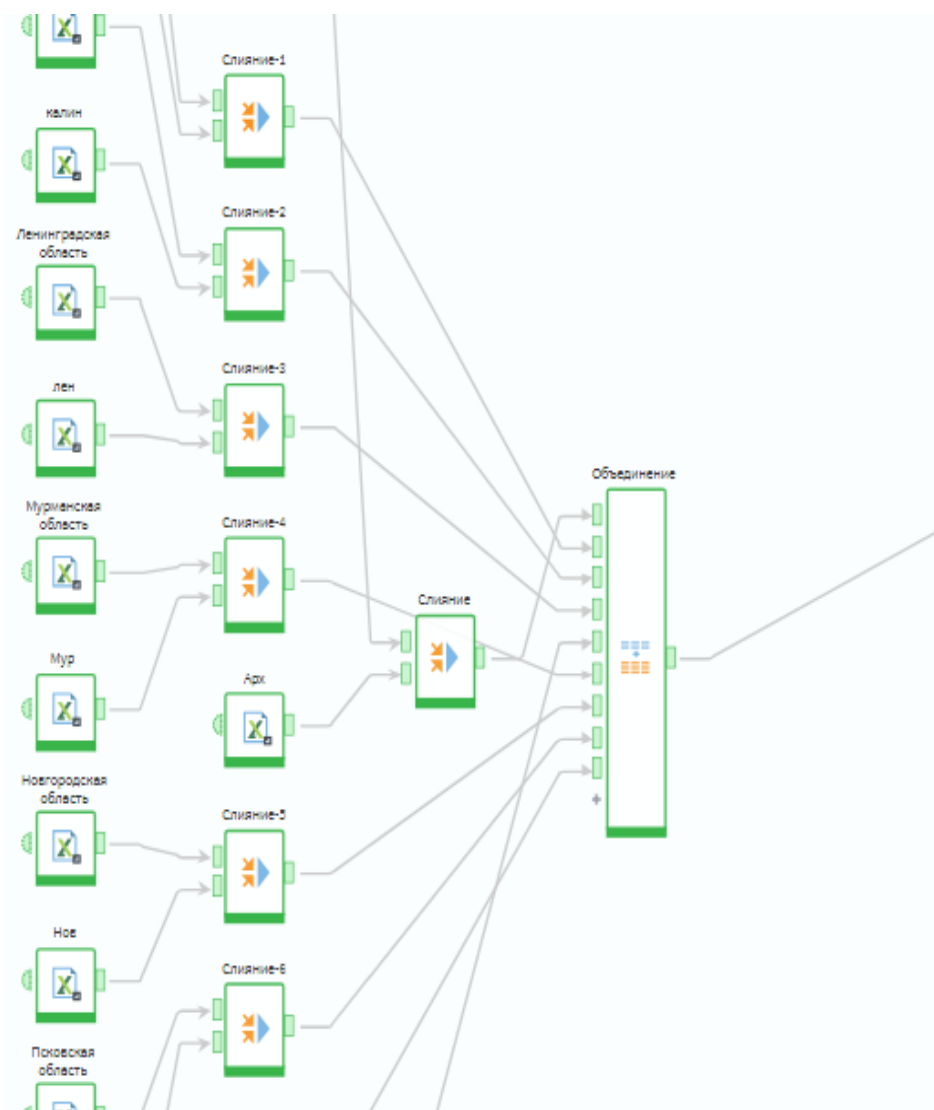 Слияние-1
калин
Слияние-2
Ленинградская
область
Слияние-3
лен
Объединение
Мурманская
область
Слияние-4
Слияние
Мур
Арх
Новгородская
область
Слияние-5
Нов
Слияние-6
Псковская
область